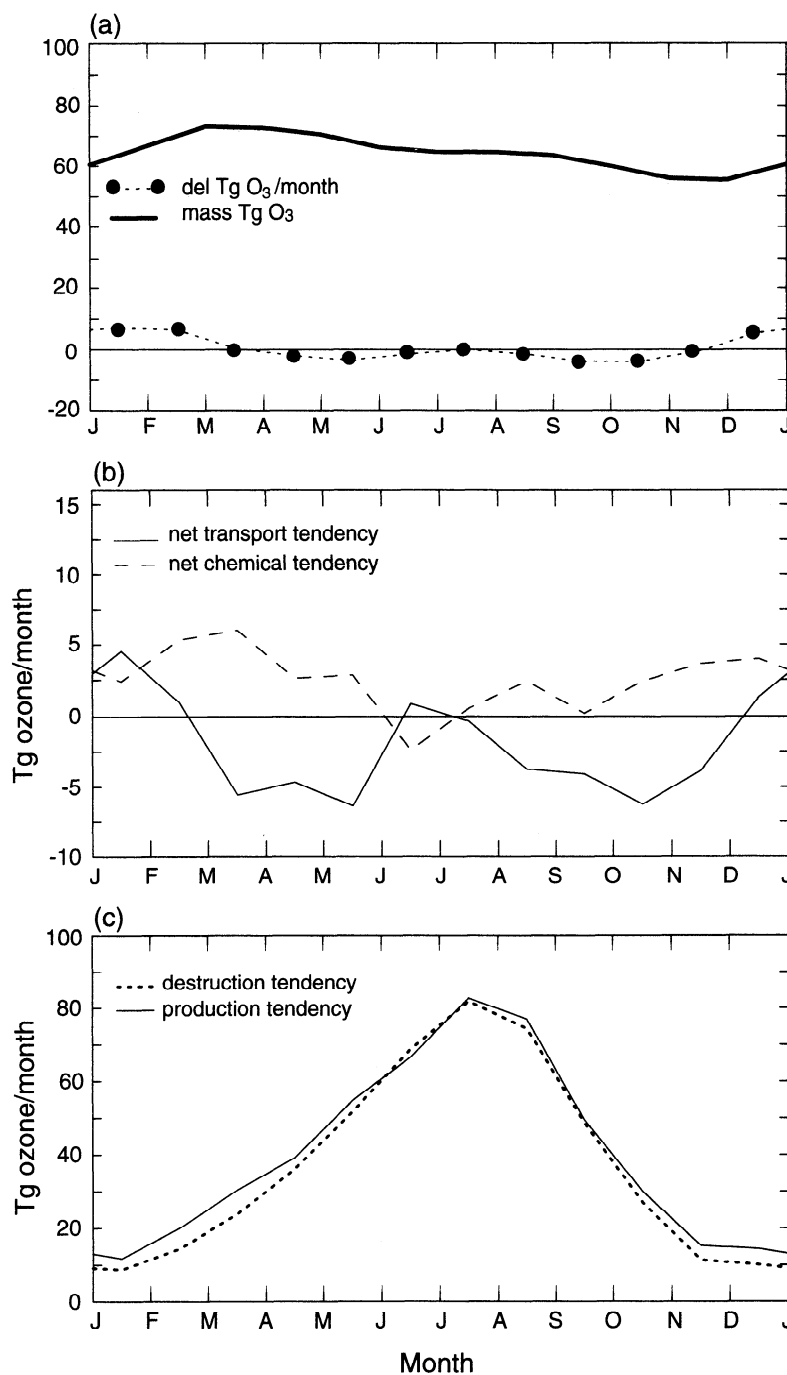 (a)
100
80
60
40
20
0
-20
del Tg O₃/month
mass Tg O₃
J F M A M J J A S O N D J
(b)
15
10
5
0
-5
-10
Tg ozone/month
net transport tendency
net chemical tendency
J F M A M J J A S O N D J
(c)
100
80
60
40
20
0
Tg ozone/month
destruction tendency
production tendency
J F M A M J J A S O N D J
Month